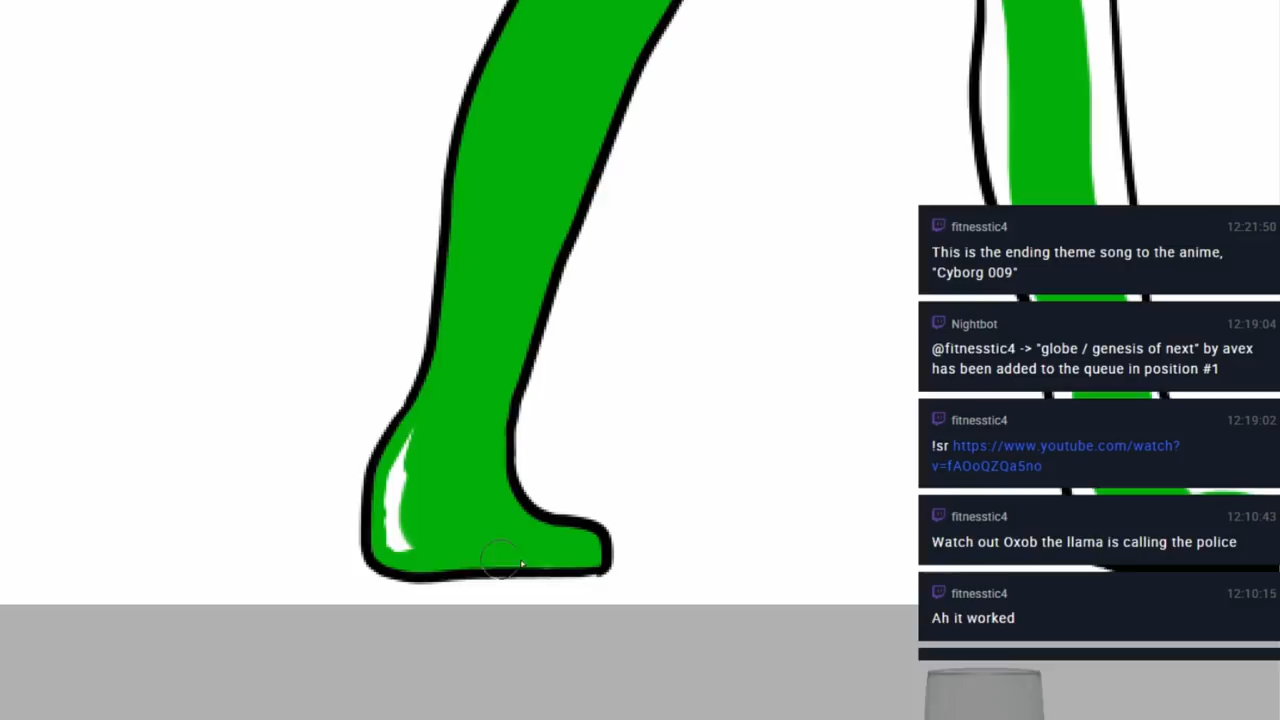 fitnesstic4 12:21:50
This is the ending theme song to the anime,
"Cyborg 009"
Nightbot 12:19:04
@fitnesstic4 -> "globe / genesis of next" by avex
has been added to the queue in position #1
fitnesstic4 12:19:02
!sr https://www.youtube.com/watch?
v=fAOoQZQa5no
fitnesstic4 12:10:43
Watch out Oxob the llama is calling the police
fitnesstic4 12:10:15
Ah it worked